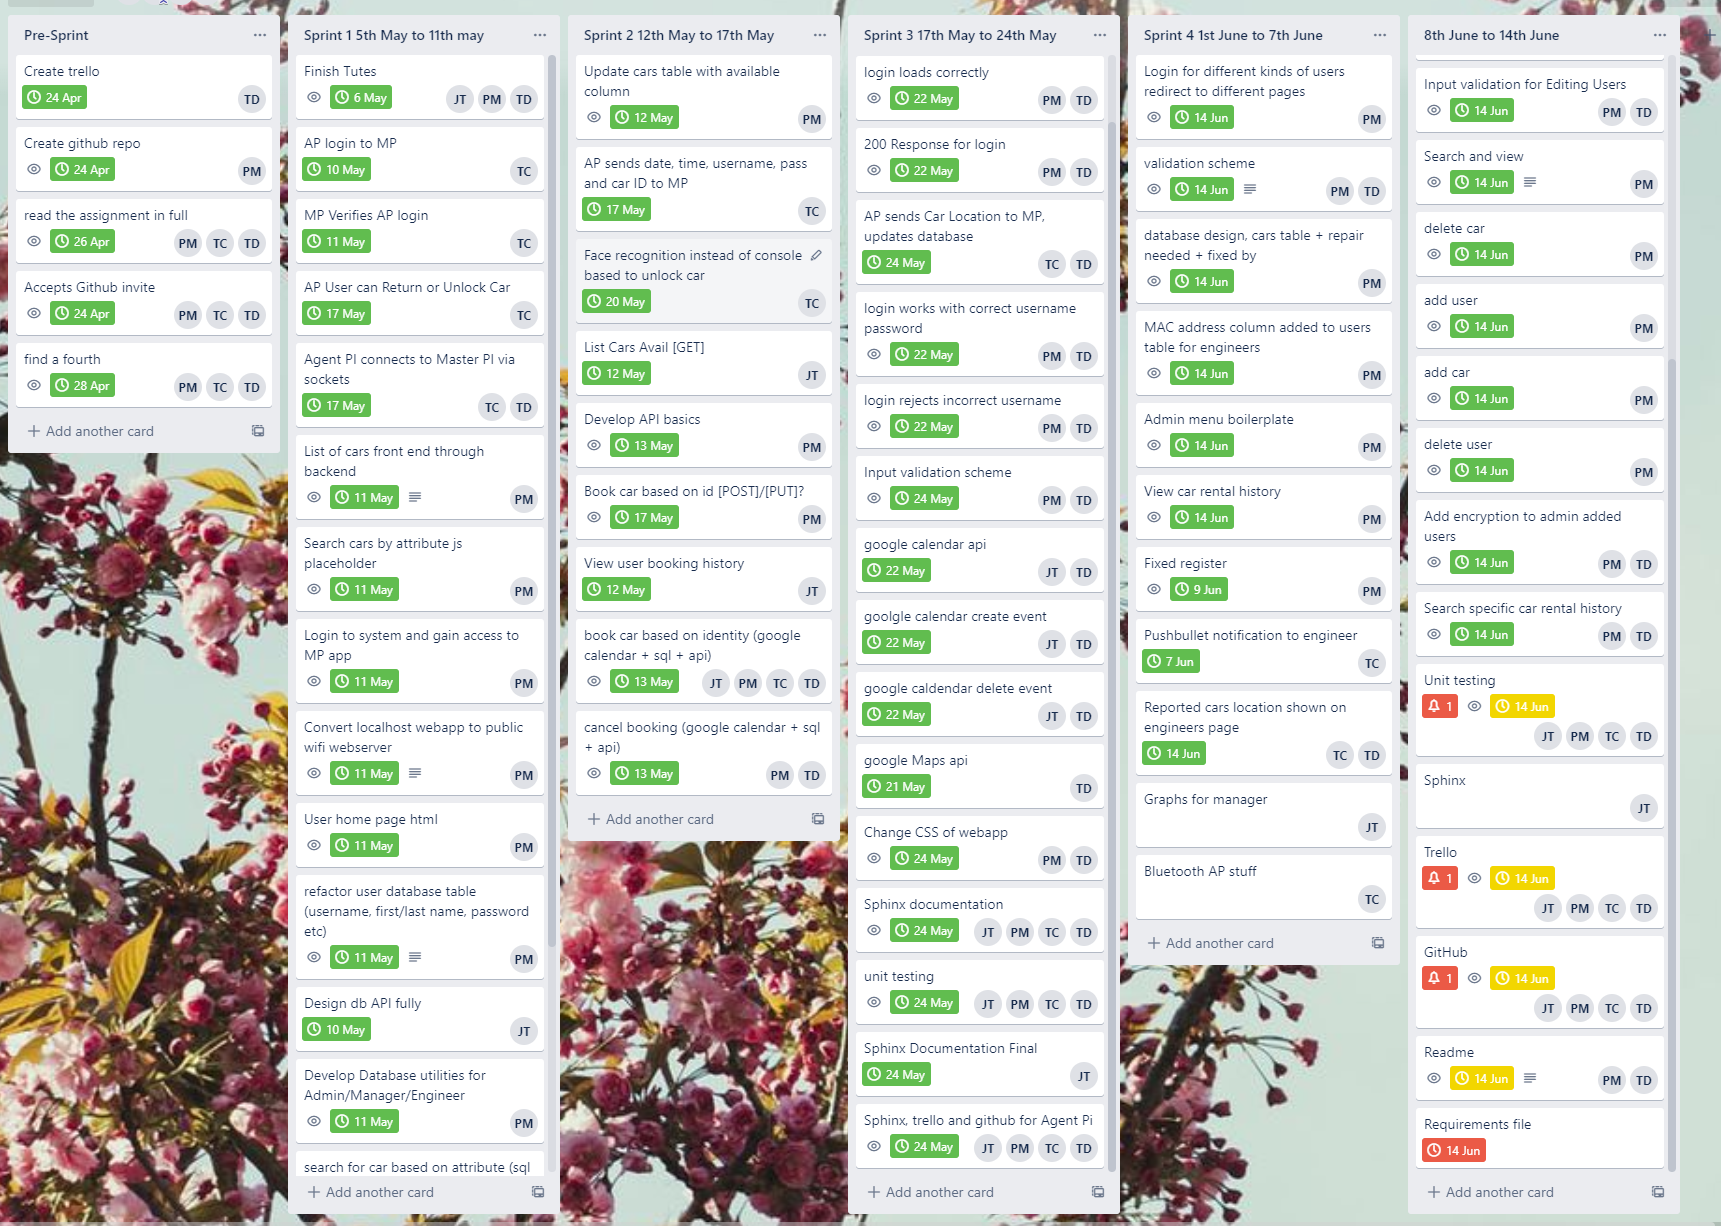 Pre-Sprint
Create trello
24 Apr
TD
Create github repo
24 Apr
PM
read the assignment in full
26 Apr
PM TC TD
Accepts Github invite
24 Apr
PM TC TD
find a fourth
28 Apr
PM TC TD
+ Add another card
Sprint 1 5th May to 11th may
Finish Tutes
6 May
JT PM TD
AP login to MP
10 May
TC
MP Verifies AP login
11 May
TC
AP User can Return or Unlock Car
17 May
TC
Agent PI connects to Master PI via
sockets
17 May
TC TD
List of cars front end through
backend
11 May
PM
Search cars by attribute js
placeholder
11 May
PM
Login to system and gain access to
MP app
11 May
PM
Convert localhost webapp to public
wifi webserver
11 May
PM
User home page html
11 May
PM
refactor user database table
(username, first/last name, password
etc)
11 May
PM
Design db API fully
10 May
JT
Develop Database utilities for
Admin/Manager/Engineer
11 May
PM
search for car based on attribute (sql
+ Add another card
Sprint 2 12th May to 17th May
Update cars table with available
column
12 May
PM
AP sends date, time, username, pass
and car ID to MP
17 May
TC
Face recognition instead of console
based to unlock car
20 May
TC
List Cars Avail [GET]
12 May
JT
Develop API basics
13 May
PM
Book car based on id [POST]/[PUT]?
17 May
PM
View user booking history
12 May
JT
book car based on identity (google
calendar + sql + api)
13 May
JT PM TC TD
cancel booking (google calendar + sql
+ api)
13 May
PM TD
+ Add another card
Sprint 3 17th May to 24th May
login loads correctly
22 May
PM TD
200 Response for login
22 May
PM TD
AP sends Car Location to MP,
updates database
24 May
TC TD
login works with correct username
password
22 May
PM TD
login rejects incorrect username
22 May
PM TD
Input validation scheme
24 May
PM TD
google calendar api
22 May
JT TD
goolgle calendar create event
22 May
JT TD
google caldendar delete event
22 May
JT TD
google Maps api
21 May
TD
Change CSS of webapp
24 May
PM TD
Sphinx documentation
24 May
JT PM TC TD
unit testing
24 May
JT PM TC TD
Sphinx Documentation Final
24 May
JT
Sphinx, trello and github for Agent Pi
24 May
JT PM TC TD
+ Add another card
Sprint 4 1st June to 7th June
Login for different kinds of users
redirect to different pages
14 Jun
PM
validation scheme
14 Jun
PM TD
database design, cars table + repair
needed + fixed by
14 Jun
PM
MAC address column added to users
table for engineers
14 Jun
PM
Admin menu boilerplate
14 Jun
PM
View car rental history
14 Jun
PM
Fixed register
9 Jun
PM
Pushbullet notification to engineer
7 Jun
TC
Reported cars location shown on
engineers page
14 Jun
TC TD
Graphs for manager
JT
Bluetooth AP stuff
TC
+ Add another card
8th June to 14th June
Input validation for Editing Users
14 Jun
PM TD
Search and view
14 Jun
PM
delete car
14 Jun
PM
add user
14 Jun
PM
add car
14 Jun
PM
delete user
14 Jun
PM
Add encryption to admin added
users
14 Jun
PM TD
Search specific car rental history
14 Jun
PM TD
Unit testing
1
14 Jun
JT PM TC TD
Sphinx
JT
Trello
1
14 Jun
JT PM TC TD
GitHub
1
14 Jun
JT PM TC TD
Readme
14 Jun
PM TD
Requirements file
14 Jun
+ Add another card